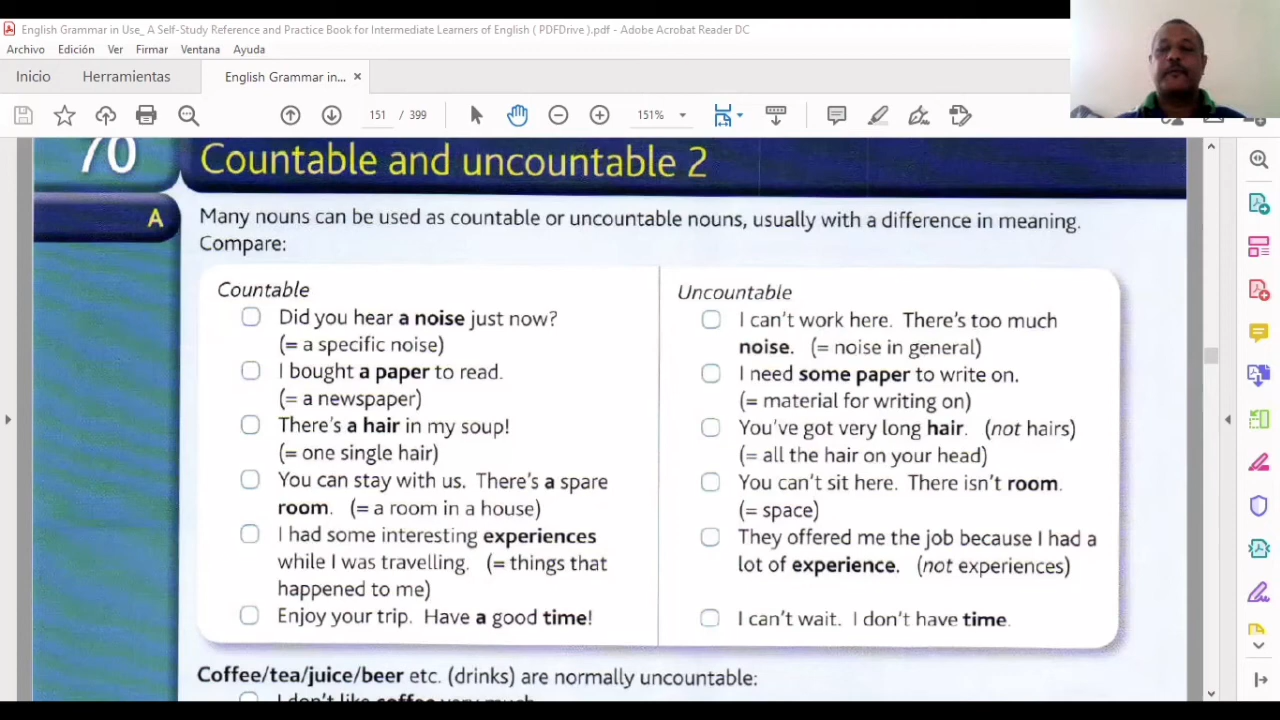 English Grammar in Use_ A Self-Study Reference and Practice Book for Intermediate Learners of English ( PDFDrive ).pdf - Adobe Acrobat Reader DC
Archivo Edición Ver Firmar Ventana Ayuda
Inicio Herramientas English Grammar in... ×
151 / 399 151%
70 Countable and uncountable 2
A
Many nouns can be used as countable or uncountable nouns, usually with a difference in meaning.
Compare:
Countable
Did you hear a noise just now?
(= a specific noise)
I bought a paper to read.
(= a newspaper)
There's a hair in my soup!
(= one single hair)
You can stay with us. There's a spare
room. (= a room in a house)
I had some interesting experiences
while I was travelling. (= things that
happened to me)
Enjoy your trip. Have a good time!
Uncountable
I can't work here. There's too much
noise. (= noise in general)
I need some paper to write on.
(= material for writing on)
You've got very long hair. (not hairs)
(= all the hair on your head)
You can't sit here. There isn't room.
(= space)
They offered me the job because I had a
lot of experience. (not experiences)
I can't wait. I don't have time.
Coffee/tea/juice/beer etc. (drinks) are normally uncountable:
I don't like coffee very much